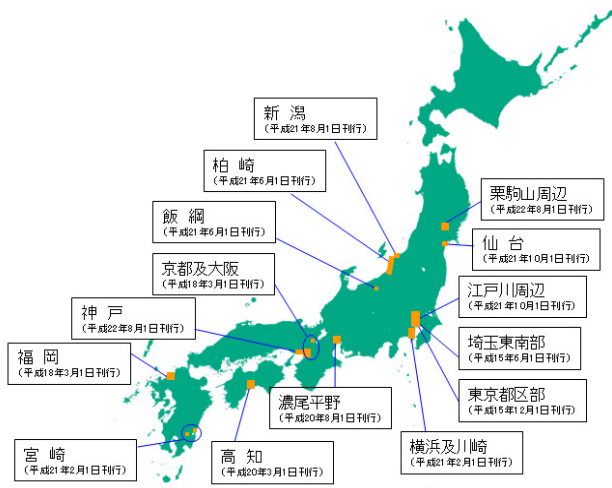 新 潟
(平成21年8月1日刊行)
柏 崎
(平成21年6月1日刊行)
栗駒山周辺
(平成22年8月1日刊行)
飯 綱
(平成21年6月1日刊行)
仙 台
(平成21年10月1日刊行)
京都及大阪
(平成18年3月1日刊行)
江戸川周辺
(平成21年10月1日刊行)
神 戸
(平成22年8月1日刊行)
埼玉東南部
(平成15年6月1日刊行)
福 岡
(平成18年3月1日刊行)
東京都区部
(平成15年12月1日刊行)
濃尾平野
(平成20年8月1日刊行)
宮 崎
(平成21年2月1日刊行)
高 知
(平成20年3月1日刊行)
横浜及川崎
(平成21年2月1日刊行)